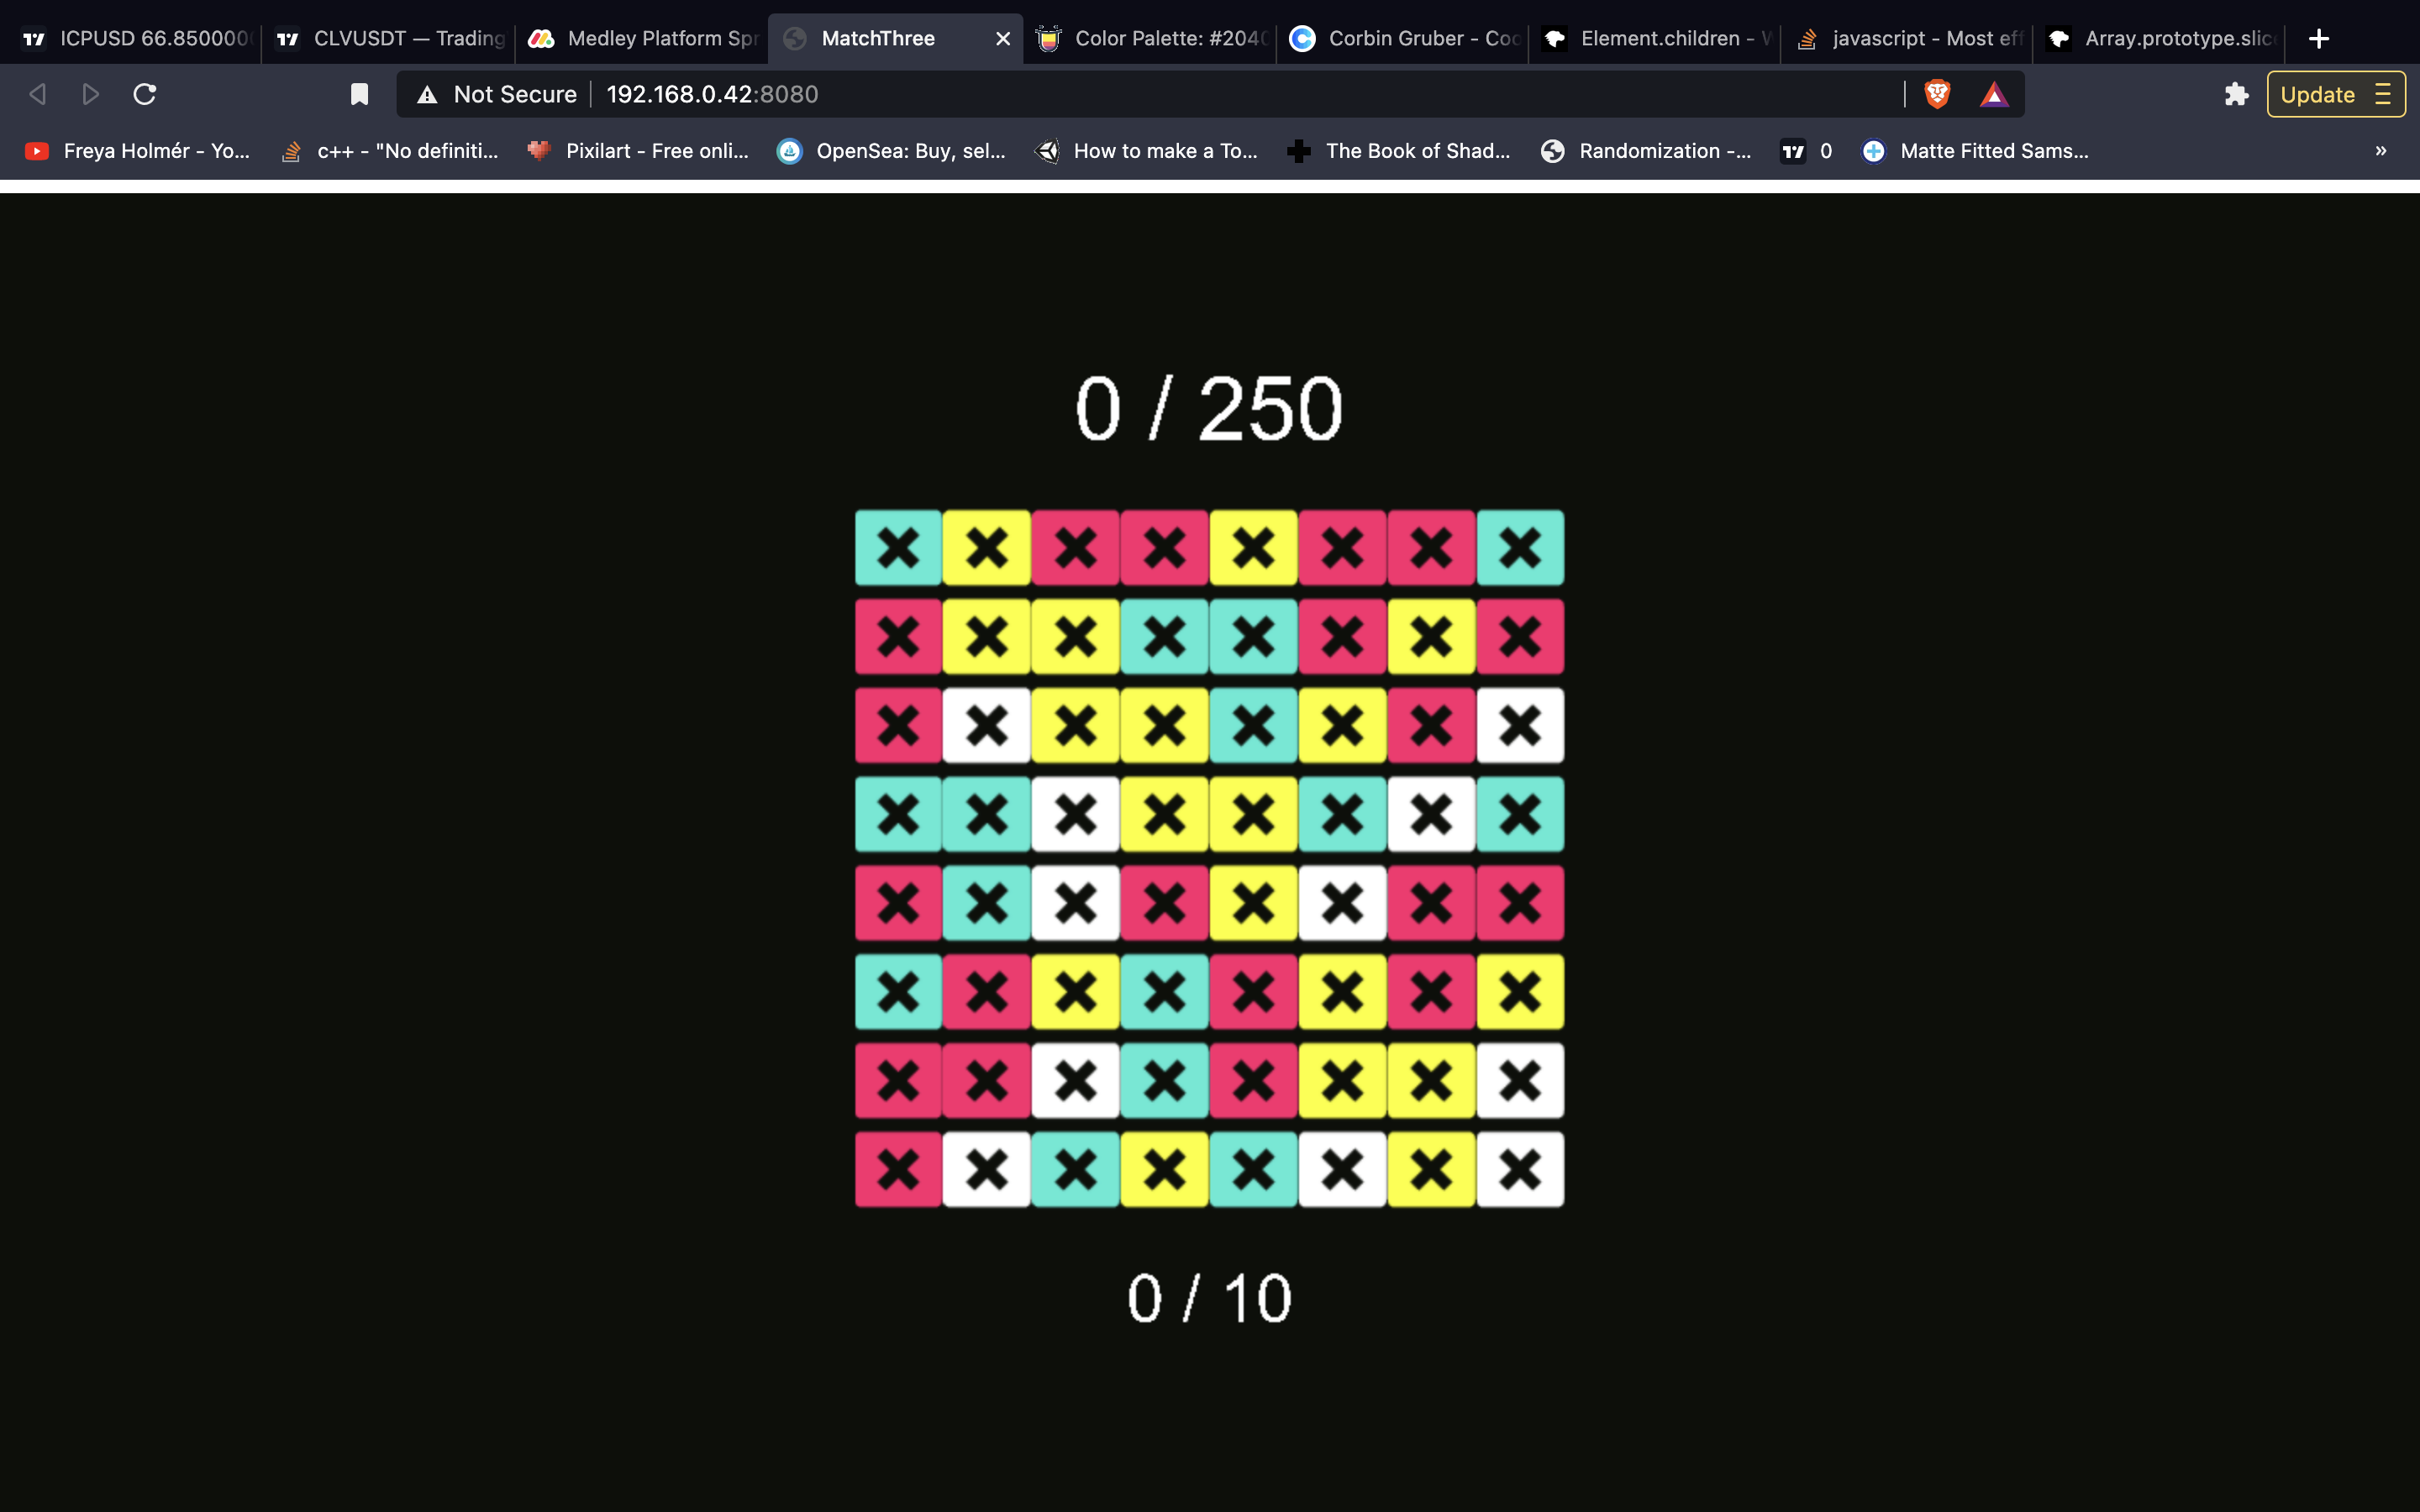 ICPUSD 66.850000 CLVUSDT — Trading Medley Platform Spr MatchThree Color Palette: #204 Corbin Gruber - Coo Element.children - javascript - Most eff Array.prototype.slic
Not Secure 192.168.0.42:8080 Update
Freya Holmér - Yo... c++ - "No definiti... Pixilart - Free onli... OpenSea: Buy, sel... How to make a To... The Book of Shad... Randomization -... 0 Matte Fitted Sams... »
0 / 250
0 / 10